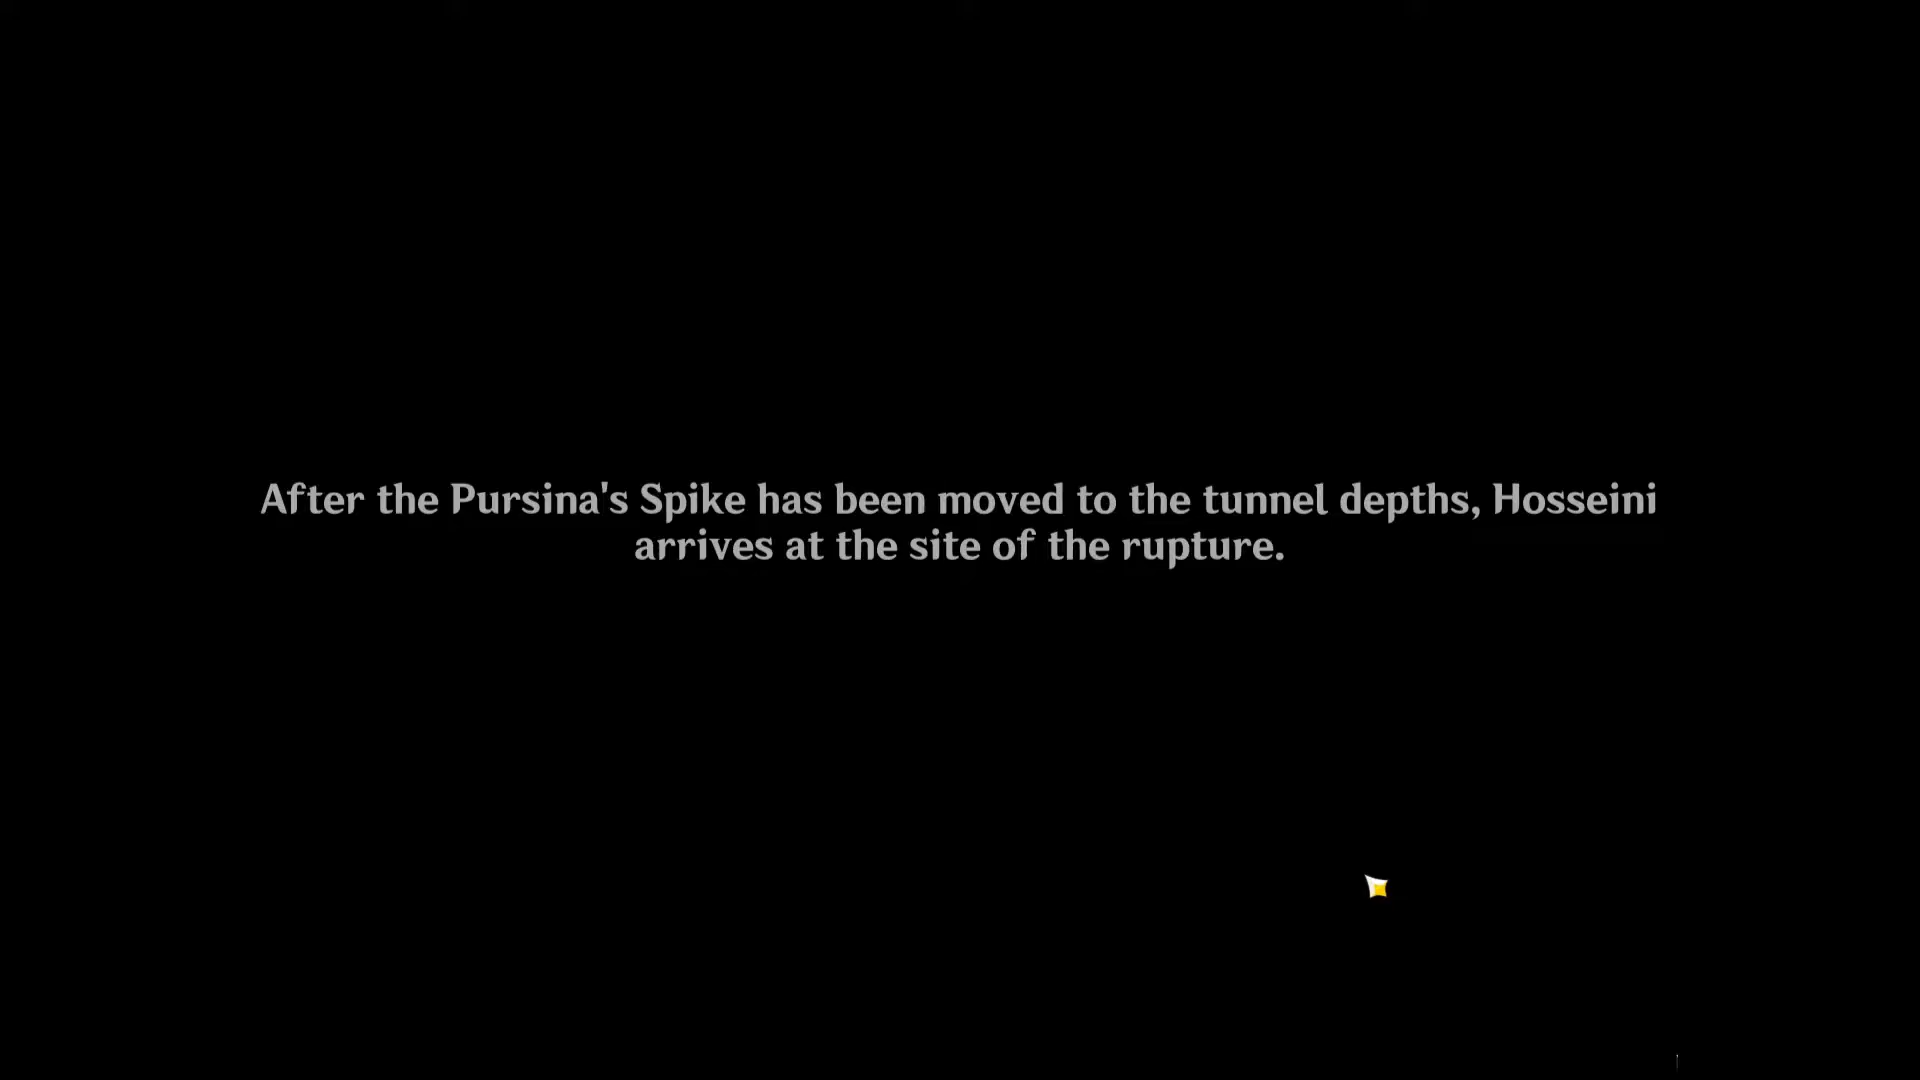 After the Pursina's Spike has been moved to the tunnel depths, Hosseini
arrives at the site of the rupture.